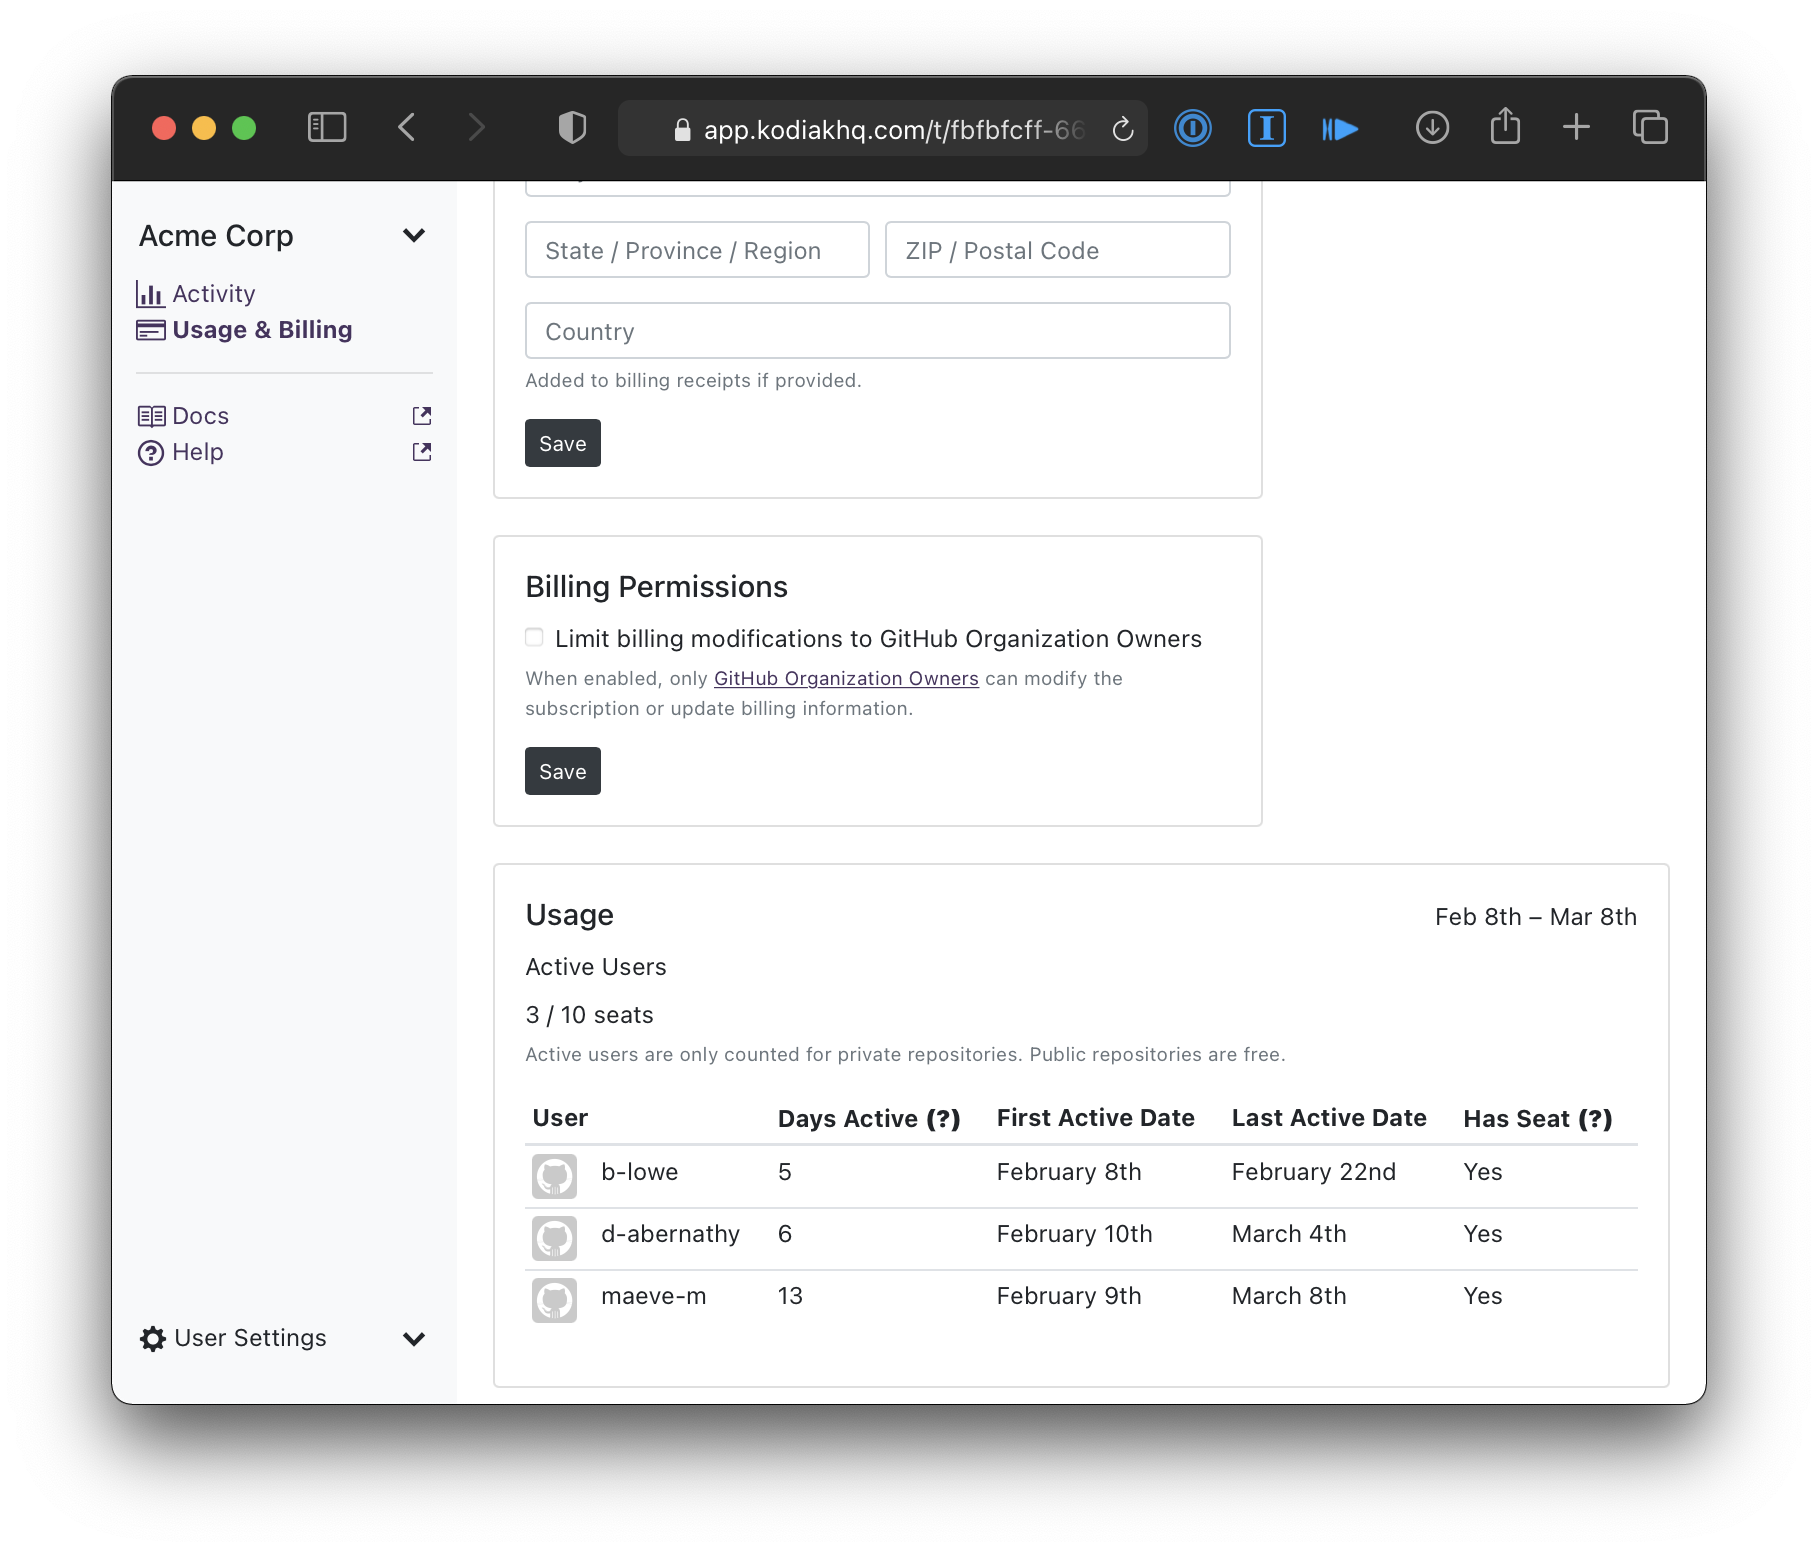 app.kodiakhq.com/t/fbfbfcff-66
Acme Corp
Activity
Usage & Billing
Docs
Help
User Settings
State / Province / Region
ZIP / Postal Code
Country
Added to billing receipts if provided.
Save
Billing Permissions
Limit billing modifications to GitHub Organization Owners
When enabled, only GitHub Organization Owners can modify the
subscription or update billing information.
Save
Usage
Feb 8th – Mar 8th
Active Users
3 / 10 seats
Active users are only counted for private repositories. Public repositories are free.
User Days Active (?) First Active Date Last Active Date Has Seat (?)
b-lowe 5 February 8th February 22nd Yes
d-abernathy 6 February 10th March 4th Yes
maeve-m 13 February 9th March 8th Yes